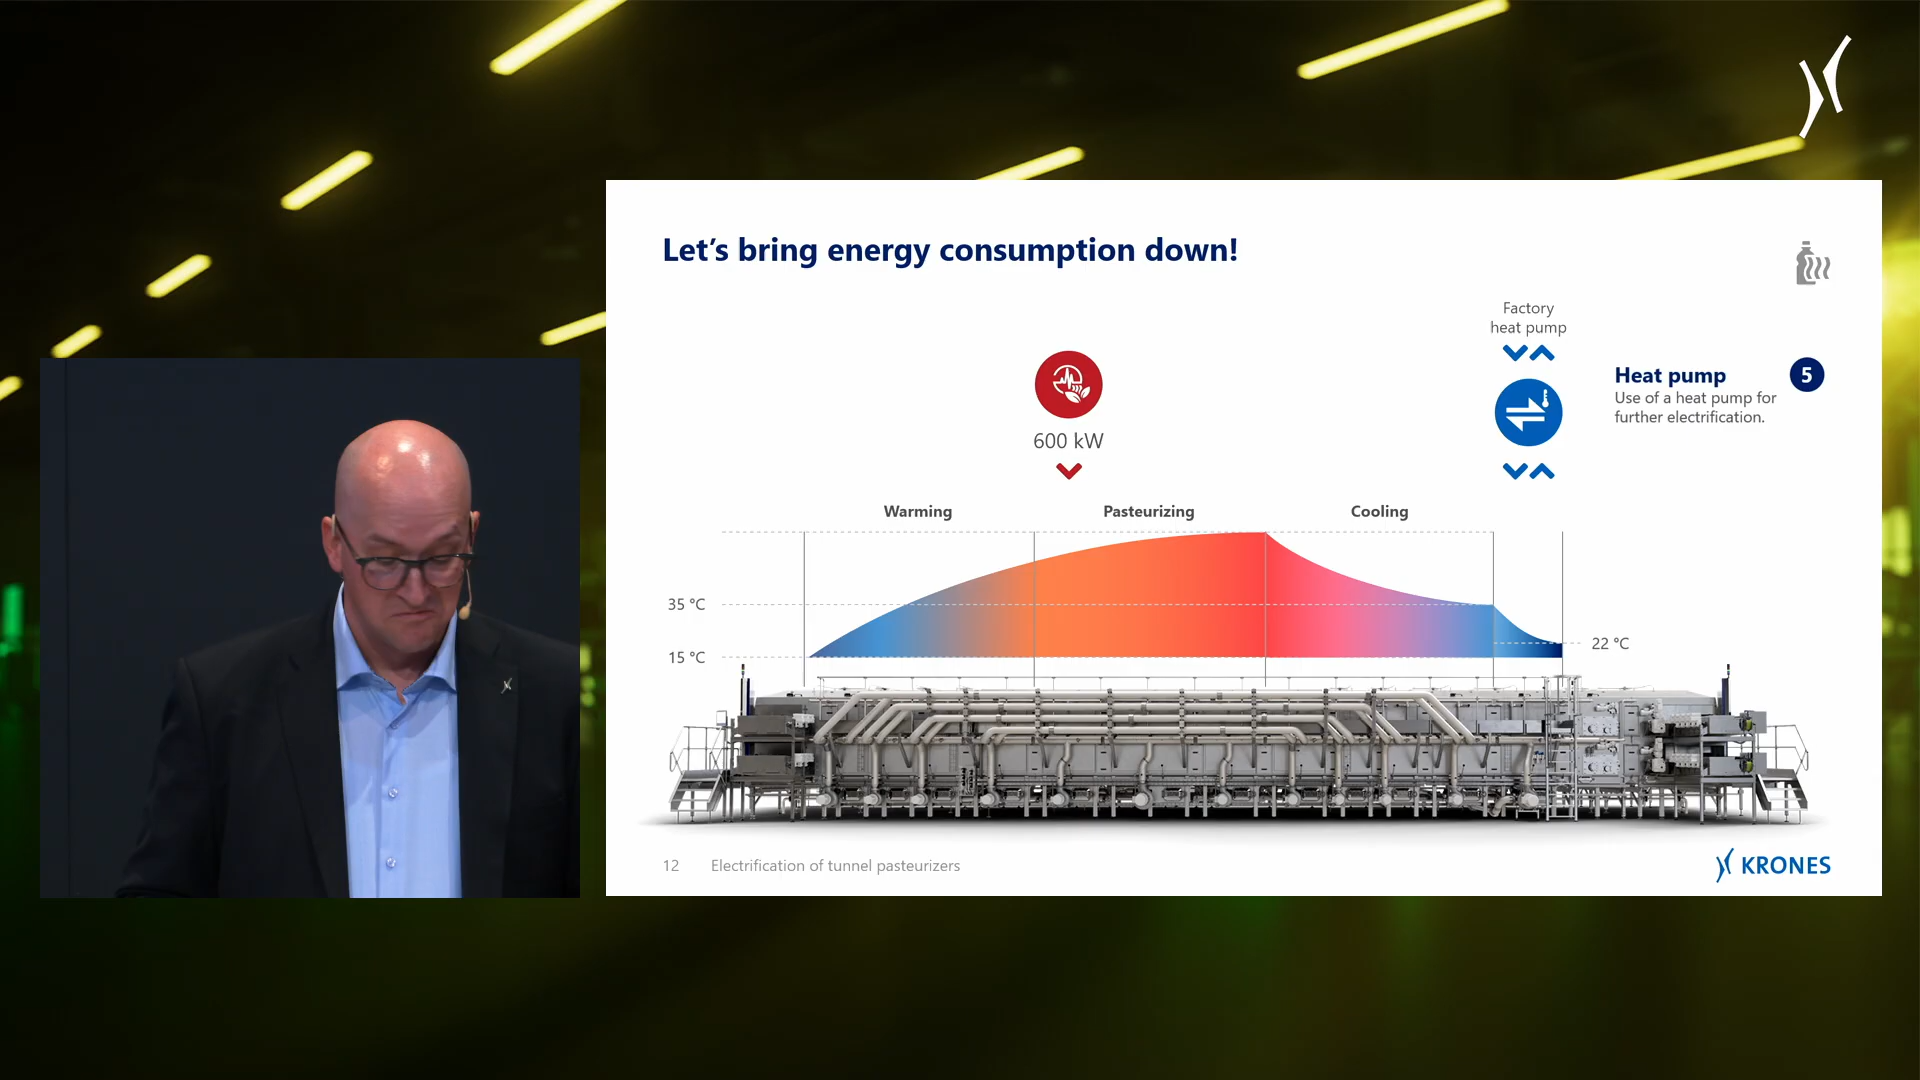 Let's bring energy consumption down!
Factory
heat pump
Heat pump
5
Use of a heat pump for
further electrification.
600 kW
Warming
Pasteurizing
Cooling
35 °C
15 °C
22 °C
12
Electrification of tunnel pasteurizers
KRONES